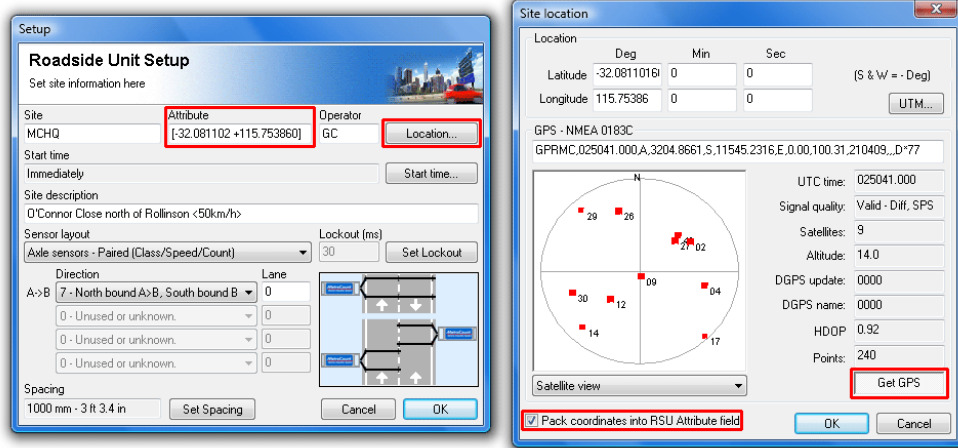 Setup
Roadside Unit Setup
Set site information here
Site
Attribute
Operator
MCHQ
[-32.081102 +115.753860]
GC
Location...
Start time
Immediately
Start time...
Site description
O'Connor Close north of Rollinson <50km/h>
Sensor layout
Lockout (ms)
Axle sensors - Paired (Class/Speed/Count)
30
Set Lockout
Direction
Lane
A->B
7 - North bound A>B, South bound B
0
0 - Unused or unknown.
0
0 - Unused or unknown.
0
0 - Unused or unknown.
0
Spacing
1000 mm - 3 ft 3.4 in
Set Spacing
Cancel
OK
Site location
Location
Deg
Min
Sec
Latitude
-32.0811016
0
0
(S & W = - Deg)
Longitude
115.75386
0
0
UTM...
GPS - NMEA 0183C
GPRMC,025041.000,A,3204.8661,S,11545.2316,E,0.00,100.31,210409,,,D*77
N
29
26
27
02
09
04
30
12
14
17
UTC time:
025041.000
Signal quality:
Valid - Diff, SPS
Satellites:
9
Altitude:
14.0
DGPS update:
0000
DGPS name:
0000
HDOP
0.92
Points:
240
Satellite view
Get GPS
Pack coordinates into RSU Attribute field
OK
Cancel